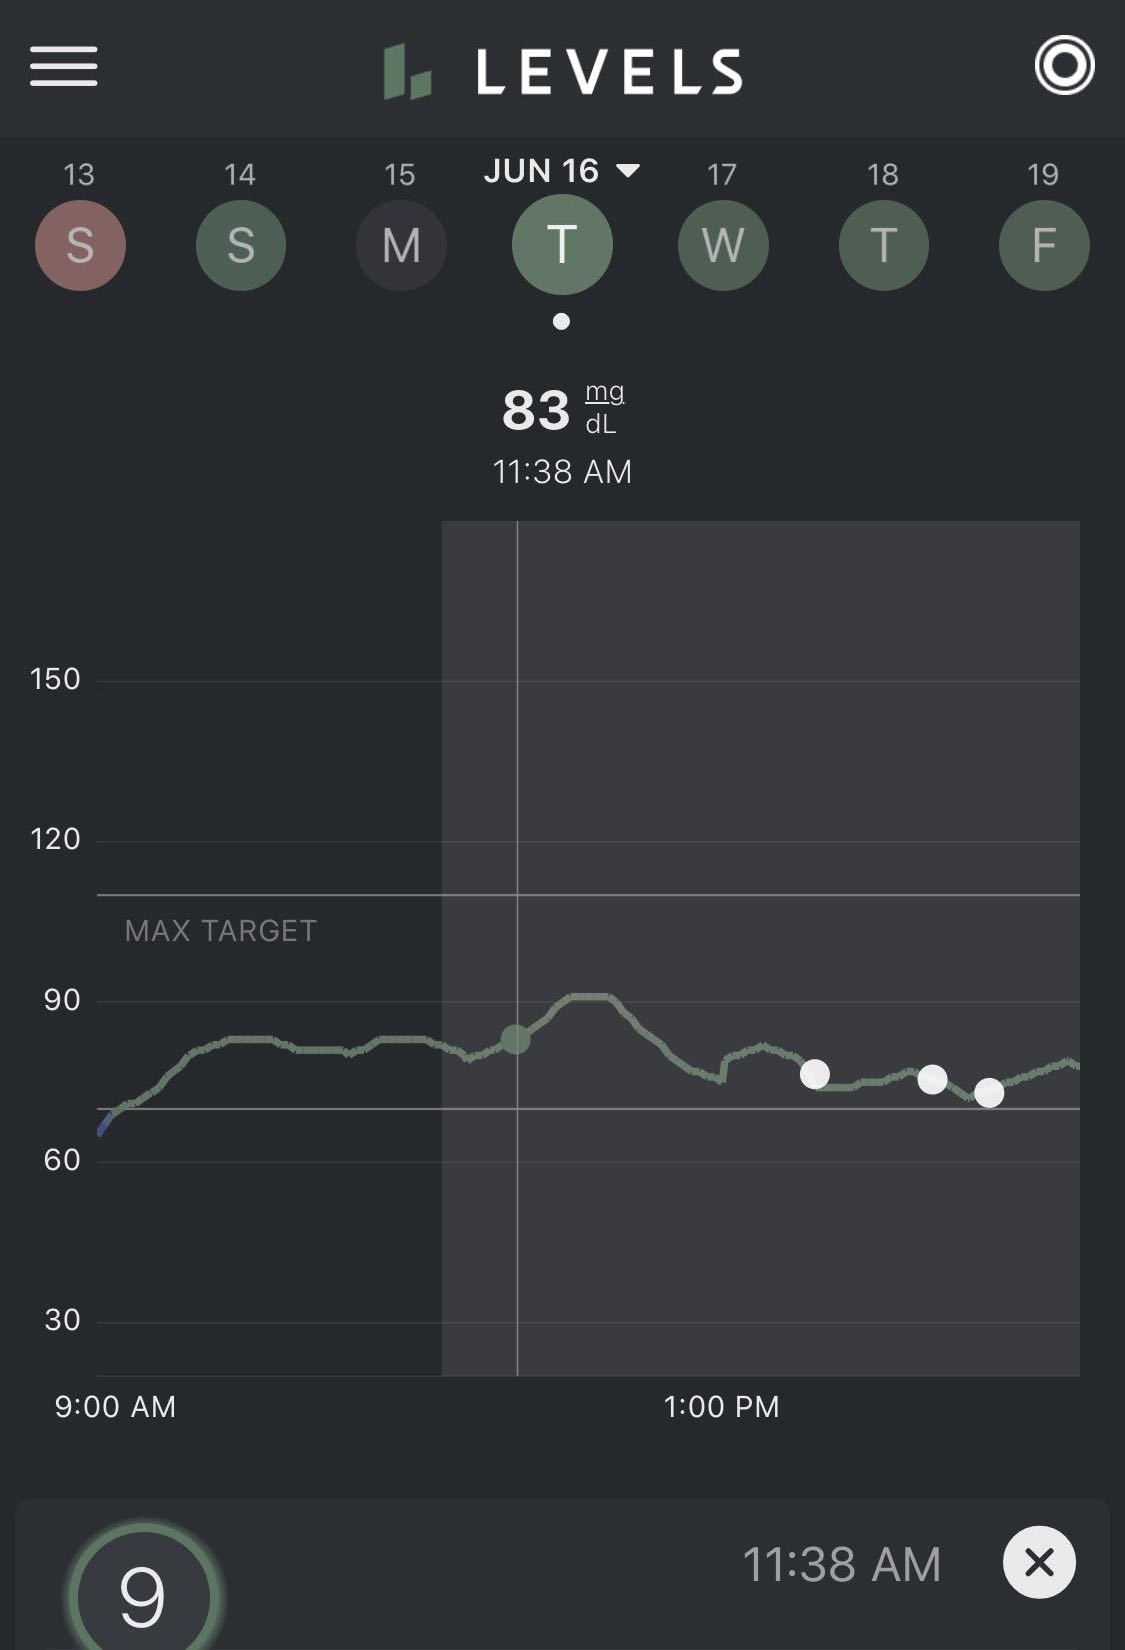 LEVELS
13 14 15 JUN 16 17 18 19
S S M T W T F
83 mg
dL
11:38 AM
150
120
MAX TARGET
90
60
30
9:00 AM 1:00 PM
9 11:38 AM